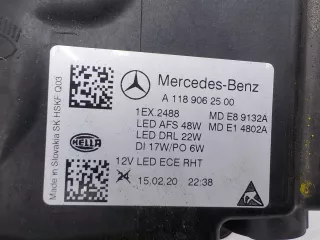 Made in Slovakia SK HSKF Q03
Mercedes-Benz
A 118 906 25 00
1EX.2488 MD E8 9132A
LED AFS 48W MD E1 4802A
LED DRL 22W
DI 17W/PO 6W
HELLA
12V LED ECE RHT
15.02.20 22:38